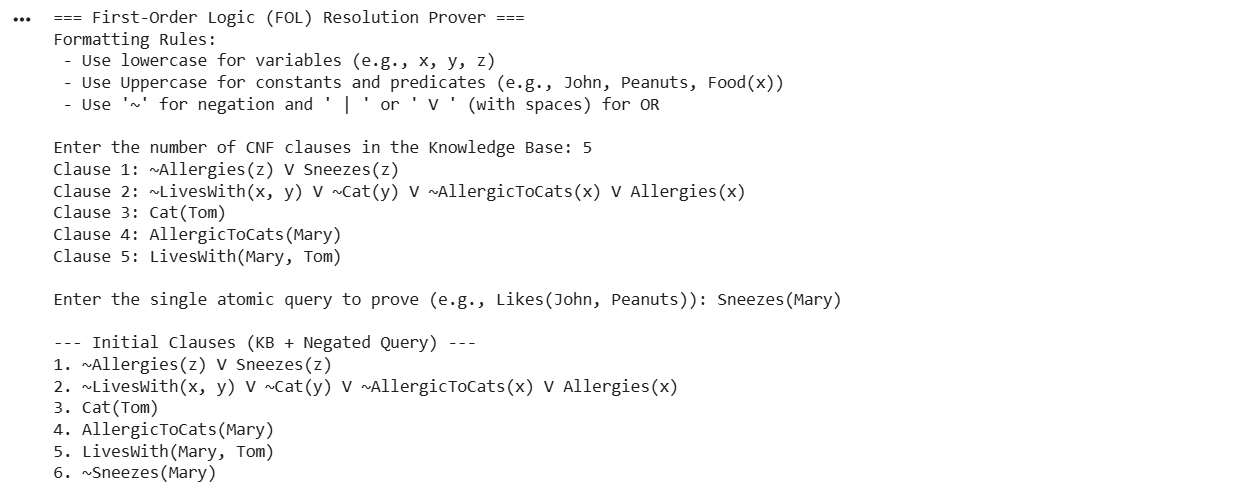 === First-Order Logic (FOL) Resolution Prover ===
Formatting Rules:
- Use lowercase for variables (e.g., x, y, z)
- Use Uppercase for constants and predicates (e.g., John, Peanuts, Food(x))
- Use '~' for negation and ' | ' or ' V ' (with spaces) for OR
Enter the number of CNF clauses in the Knowledge Base: 5
Clause 1: ~Allergies(z) V Sneezes(z)
Clause 2: ~LivesWith(x, y) V ~Cat(y) V ~AllergicToCats(x) V Allergies(x)
Clause 3: Cat(Tom)
Clause 4: AllergicToCats(Mary)
Clause 5: LivesWith(Mary, Tom)
Enter the single atomic query to prove (e.g., Likes(John, Peanuts)): Sneezes(Mary)
--- Initial Clauses (KB + Negated Query) ---
1. ~Allergies(z) V Sneezes(z)
2. ~LivesWith(x, y) V ~Cat(y) V ~AllergicToCats(x) V Allergies(x)
3. Cat(Tom)
4. AllergicToCats(Mary)
5. LivesWith(Mary, Tom)
6. ~Sneezes(Mary)